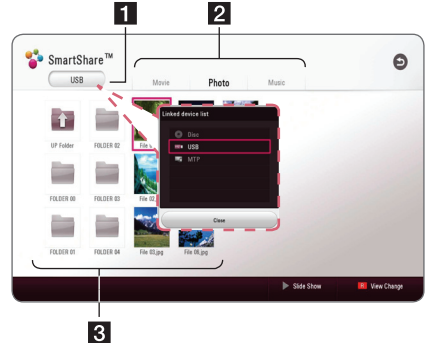 1
2
SmartShare™
USB
Movie
Photo
Music
Linked device list
Disc
USB
MTP
Close
UP Folder
FOLDER 02
FOLDER 00
FOLDER 03
File 02.
FOLDER 01
FOLDER 04
File 03.jpg
File 08.jpg
Slide Show
R View Change
3